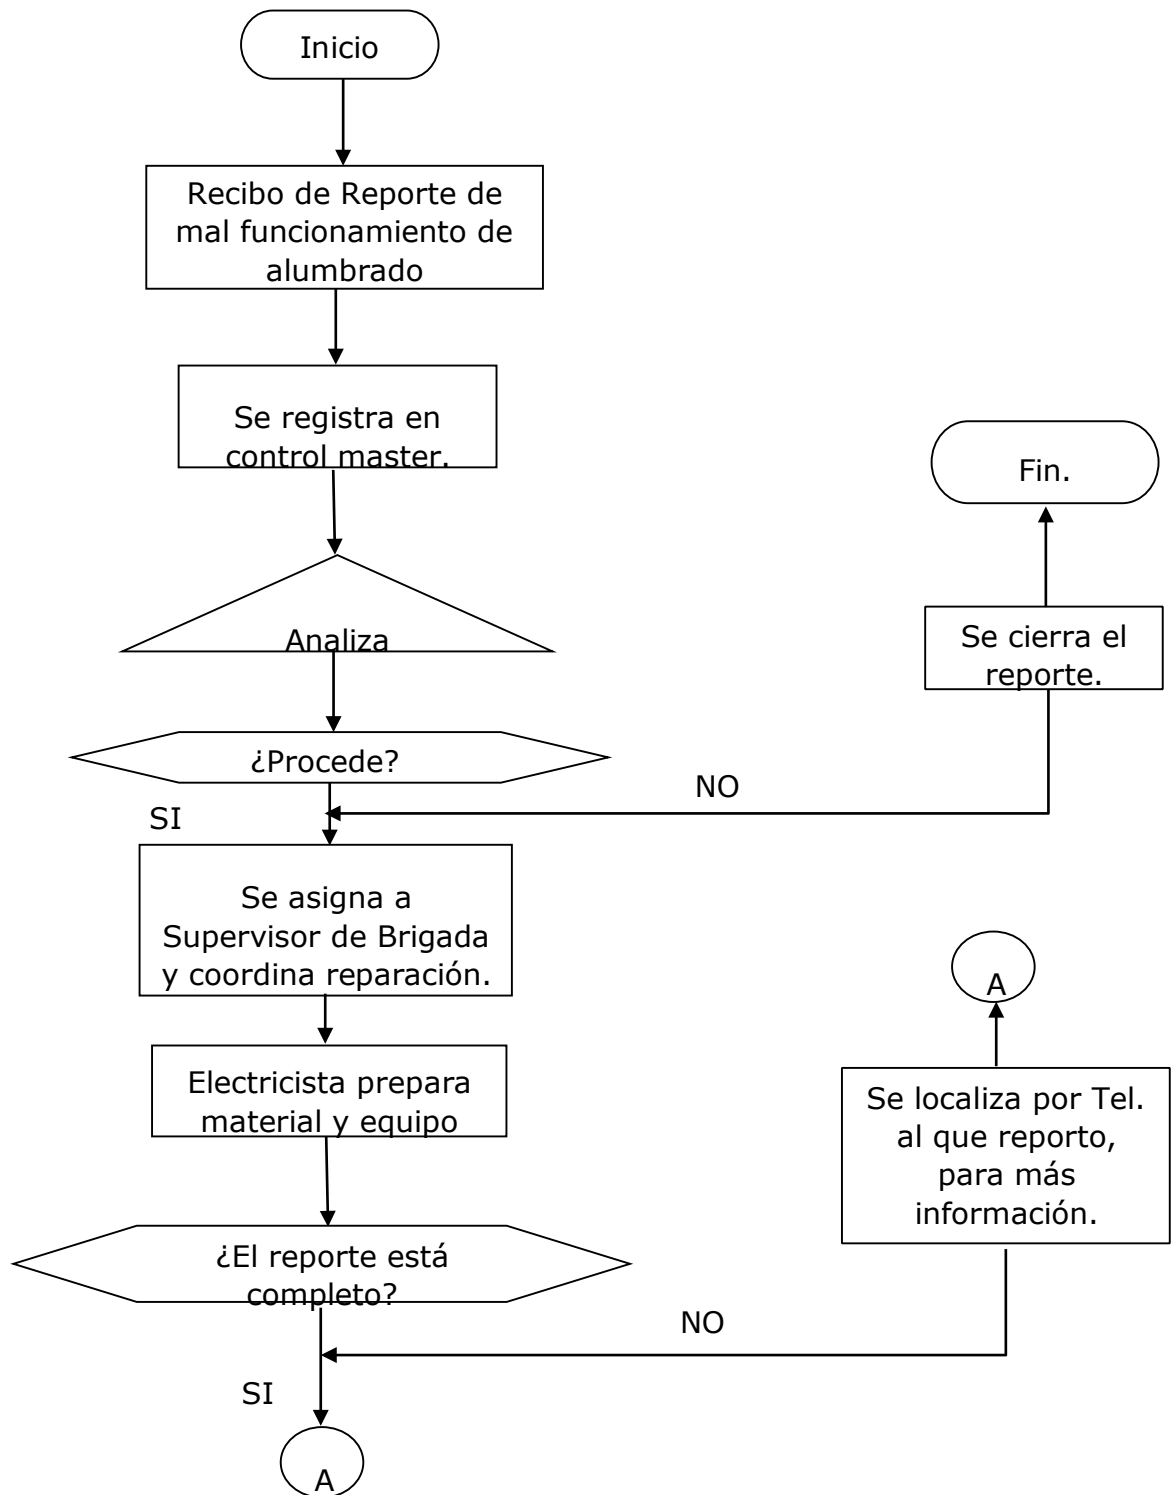 Inicio
Recibo de Reporte de
mal funcionamiento de
alumbrado
Se registra en
control master.
Fin.
Analiza
Se cierra el
reporte.
¿Procede?
NO
SI
Se asigna a
Supervisor de Brigada
y coordina reparación.
A
Electricista prepara
material y equipo
Se localiza por Tel.
al que reporto,
para más
información.
¿El reporte está
completo?
NO
SI
A